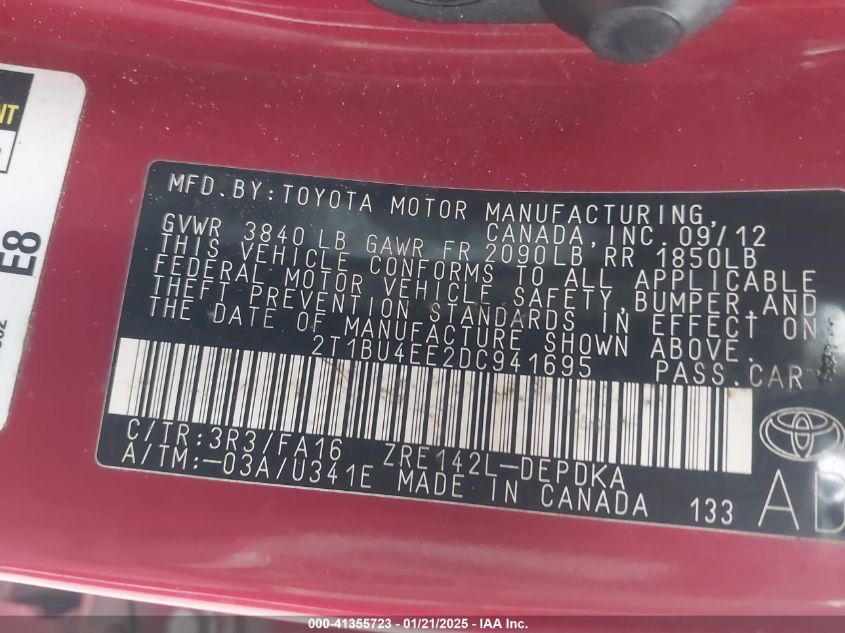 MFD.BY:TOYOTA MOTOR MANUFACTURING,
CANADA,INC.09/12
GVWR 3840LB GAWR FR 2090LB RR 1850LB
THIS VEHICLE CONFORMS TO ALL APPLICABLE
FEDERAL MOTOR VEHICLE SAFETY,BUMPER,AND
THEFT PREVENTION STANDARDS IN EFFECT ON
THE DATE OF MANUFACTURE SHOWN ABOVE.
2T1BU4EE2DC941695 PASS.CAR
C/TR:3R3/FA16 ZRE142L-DEPDKA
A/TM:-03A/U341E MADE IN CANADA 133
AD
E8
000-41355723 - 01/21/2025 - IAA Inc.